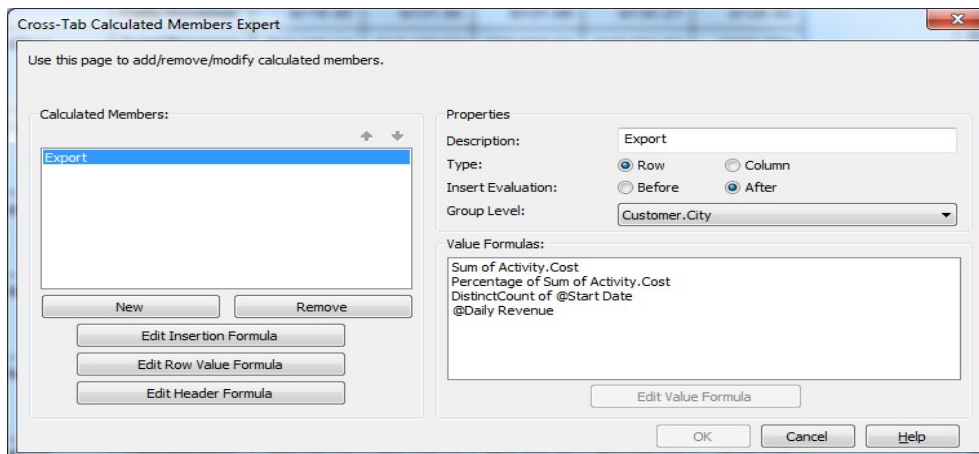 Cross-Tab Calculated Members Expert
Use this page to add/remove/modify calculated members.
Calculated Members:
Export
New
Remove
Edit Insertion Formula
Edit Row Value Formula
Edit Header Formula
Properties
Description:
Export
Type:
Row
Column
Insert Evaluation:
Before
After
Group Level:
Customer.City
Value Formulas:
Sum of Activity.Cost
Percentage of Sum of Activity.Cost
DistinctCount of @Start Date
@Daily Revenue
Edit Value Formula
OK
Cancel
Help